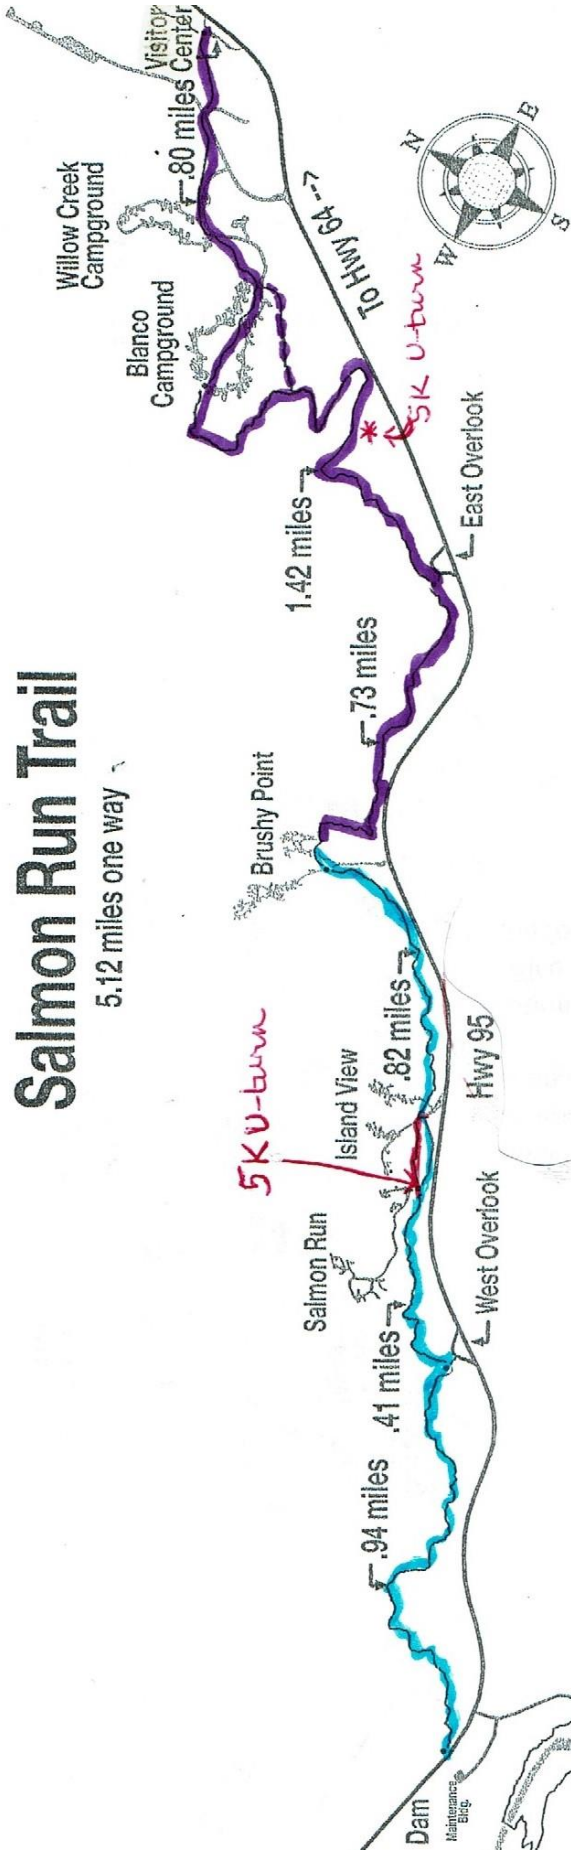 Salmon Run Trail
5.12 miles one way
Willow Creek
Campground
Blanco
Campground
Visitor
Center
.80 miles
5K U-turn
Brushy Point
1.42 miles
Salmon Run
Island View
.73 miles
To Hwy 64
N
E
W
S
.94 miles
.41 miles
.82 miles
5K U-turn
*
Dam
Maintenance
Bldg.
West Overlook
Hwy 95
East Overlook